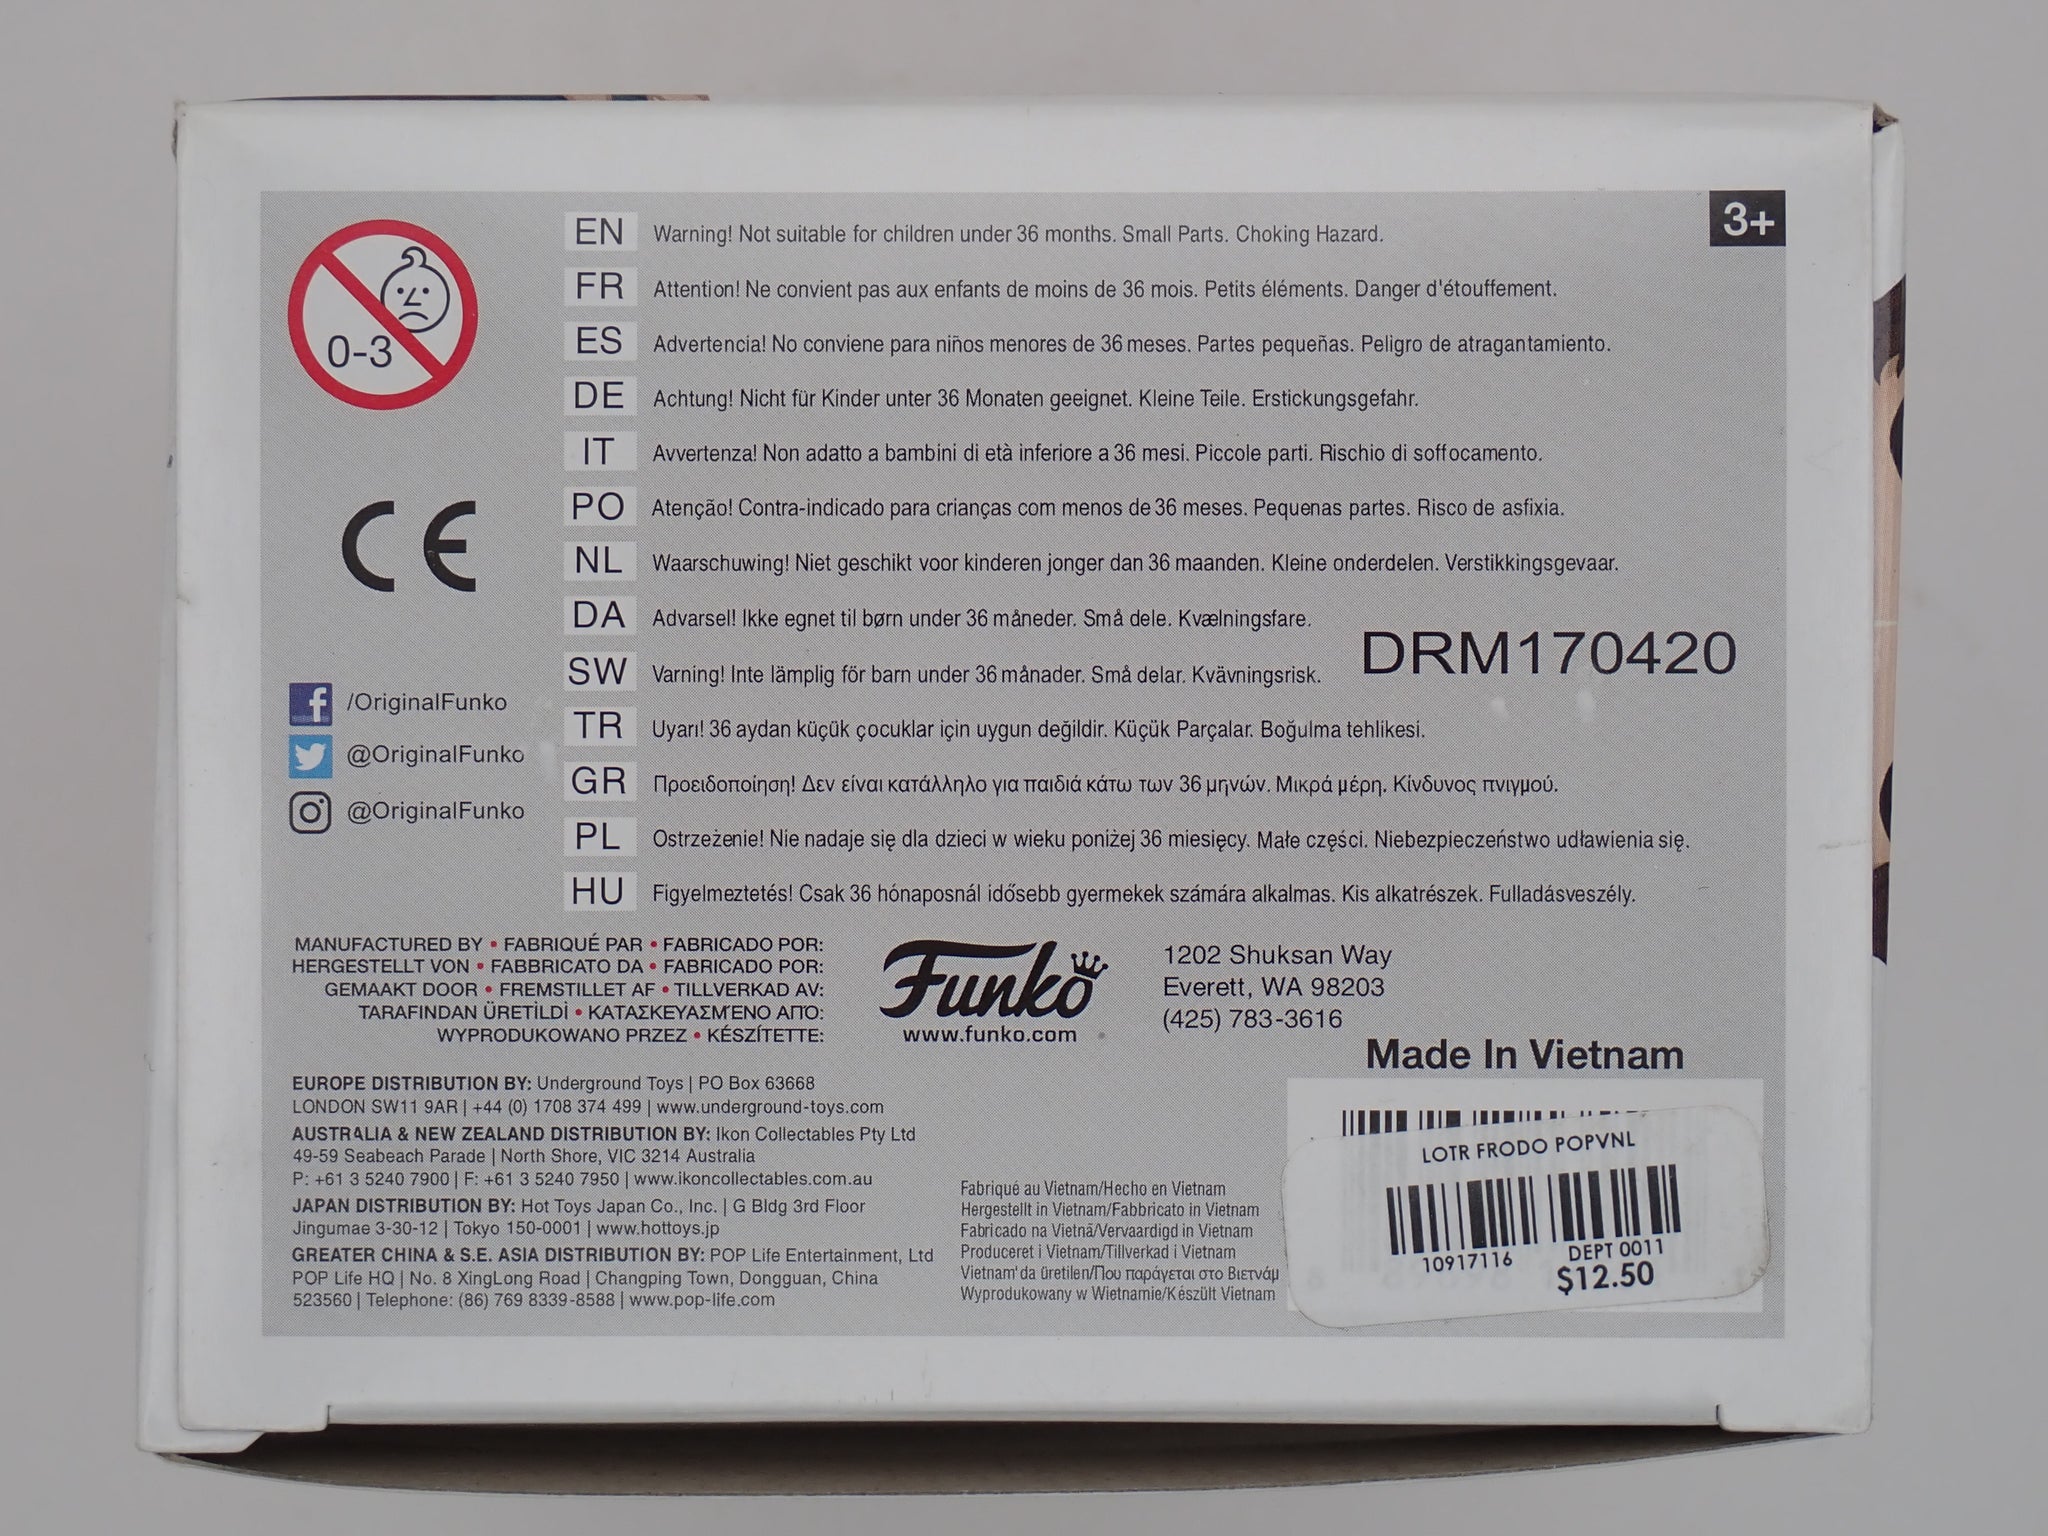 3+
0-3
EN Warning! Not suitable for children under 36 months. Small Parts. Choking Hazard.
FR Attention! Ne convient pas aux enfants de moins de 36 mois. Petits éléments. Danger d'étouffement.
ES Advertencia! No conviene para niños menores de 36 meses. Partes pequeñas. Peligro de atragantamiento.
DE Achtung! Nicht für Kinder unter 36 Monaten geeignet. Kleine Teile. Erstickungsgefahr.
IT Avvertenza! Non adatto a bambini di età inferiore a 36 mesi. Piccole parti. Rischio di soffocamento.
PO Atenção! Contra-indicado para crianças com menos de 36 meses. Pequenas partes. Risco de asfixia.
NL Waarschuwing! Niet geschikt voor kinderen jonger dan 36 maanden. Kleine onderdelen. Verstikkingsgevaar.
DA Advarsel! Ikke egnet til børn under 36 måneder. Små dele. Kvælningsfare.
SW Varning! Inte lämplig för barn under 36 månader. Små delar. Kvävningsrisk.
TR Uyarı! 36 aydan küçük çocuklar için uygun değildir. Küçük Parçalar. Boğulma tehlikesi.
GR Προειδοποίηση! Δεν είναι κατάλληλο για παιδιά κάτω των 36 μηνών. Μικρά μέρη. Κίνδυνος πνιγμού.
PL Ostrzeżenie! Nie nadaje się dla dzieci w wieku poniżej 36 miesięcy. Małe części. Niebezpieczeństwo udławienia się.
HU Figyelmeztetés! Csak 36 hónaposnál idősebb gyermekek számára alkalmas. Kis alkatrészek. Fulladásveszély.
CE
DRM170420
/OriginalFunko
@OriginalFunko
@OriginalFunko
MANUFACTURED BY • FABRIQUÉ PAR • FABRICADO POR:
HERGESTELLT VON • FABBRICATO DA • FABRICADO POR:
GEMAAKT DOOR • FREMSTILLET AF • TILLVERKAD AV:
TARAFINDAN ÜRETİLDİ • ΚΑΤΑΣΚΕΥΑΣΜΈΝΟ ΑΠΌ:
WYPRODUKOWANO PRZEZ • KÉSZÍTETTE:
Funko
www.funko.com
1202 Shuksan Way
Everett, WA 98203
(425) 783-3616
Made In Vietnam
EUROPE DISTRIBUTION BY: Underground Toys | PO Box 63668
LONDON SW11 9AR | +44 (0) 1708 374 499 | www.underground-toys.com
AUSTRALIA & NEW ZEALAND DISTRIBUTION BY: Ikon Collectables Pty Ltd
49-59 Seabeach Parade | North Shore, VIC 3214 Australia
P: +61 3 5240 7900 | F: +61 3 5240 7950 | www.ikoncollectables.com.au
JAPAN DISTRIBUTION BY: Hot Toys Japan Co., Inc. | G Bldg 3rd Floor
Jingumae 3-30-12 | Tokyo 150-0001 | www.hottoys.jp
GREATER CHINA & S.E. ASIA DISTRIBUTION BY: POP Life Entertainment, Ltd
POP Life HQ | No. 8 XingLong Road | Changping Town, Dongguan, China
523560 | Telephone: (86) 769 8339-8588 | www.pop-life.com
Fabriqué au Vietnam/Hecho en Vietnam
Hergestellt in Vietnam/Fabbricato in Vietnam
Fabricado na Vietnã/Vervaardigd in Vietnam
Produceret i Vietnam/Tillverkad i Vietnam
Vietnam'da üretilen/Που παράγεται στο Βιετνάμ
Wyprodukowany w Wietnamie/Készült Vietnam
LOTR FRODO POPVNL
10917116
DEPT 0011
$12.50